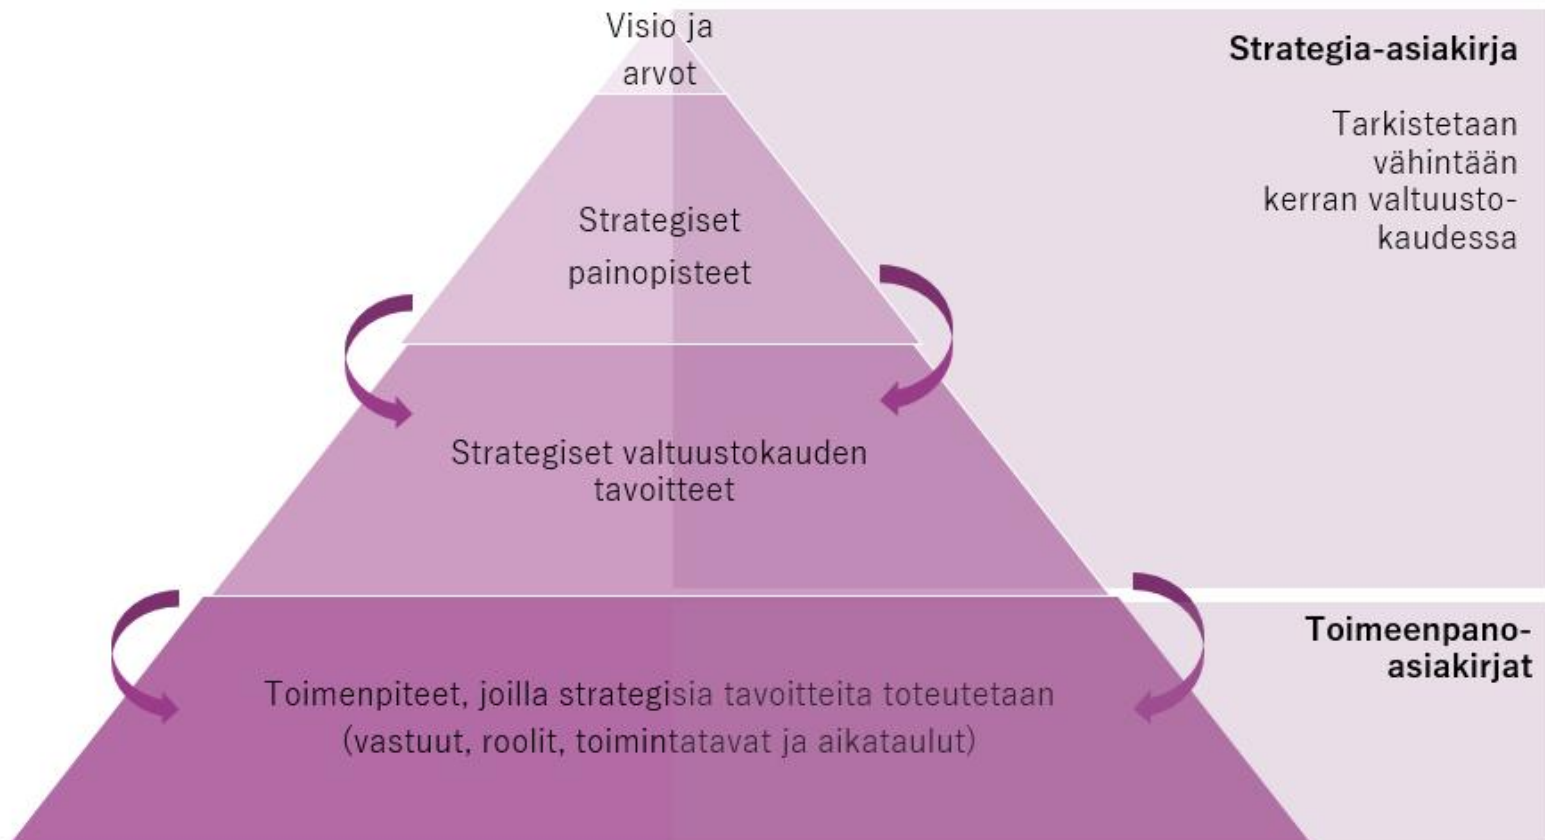 Visio ja
arvot
Strategiset
painopisteet
Strategiset valtuustokauden
tavoitteet
Toimenpiteet, joilla strategisia tavoitteita toteutetaan
(vastuut, roolit, toimintatavat ja aikataulut)
Strategia-asiakirja
Tarkistetaan
vähintään
kerran valtuusto-
kaudessa
Toimeenpano-
asiakirjat